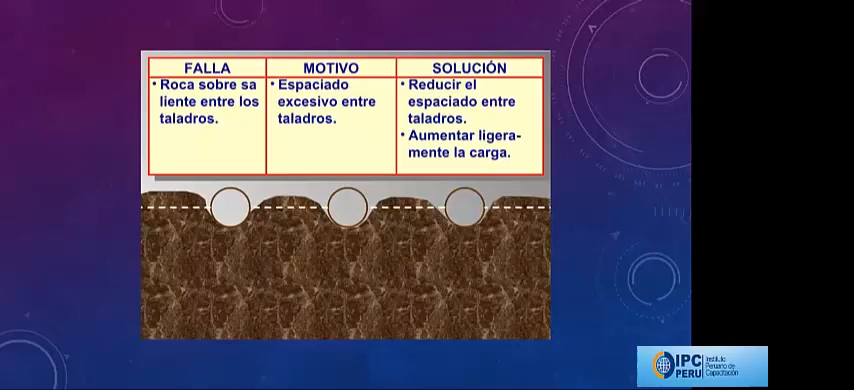 FALLA
MOTIVO
SOLUCIÓN
• Roca sobre sa
liente entre los
taladros.
• Espaciado
excesivo entre
taladros.
• Reducir el
espaciado entre
taladros.
• Aumentar ligera-
mente la carga.
IPC
PERU
Instituto
Peruano de
Capacitación